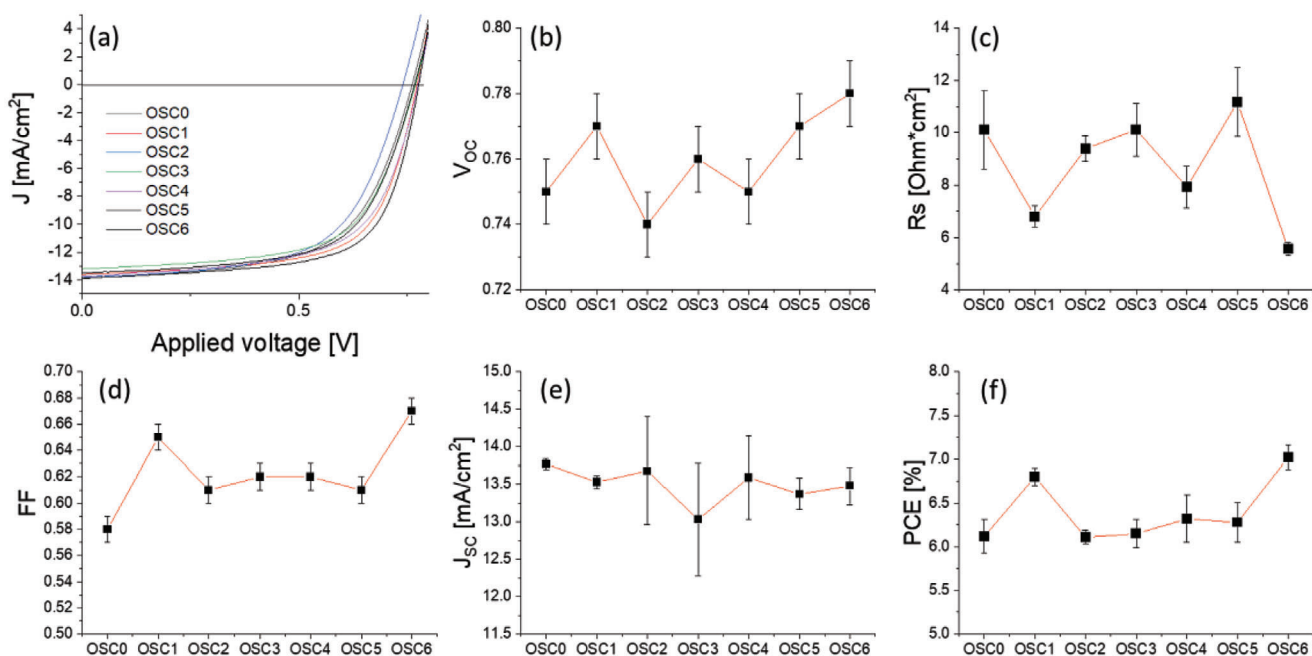 (a)
J [mA/cm²]
4
2
0
-2
-4
-6
-8
-10
-12
-14
OSC0
OSC1
OSC2
OSC3
OSC4
OSC5
OSC6
0.0
0.5
Applied voltage [V]
(b)
V_OC
0.80
0.78
0.76
0.74
0.72
OSC0 OSC1 OSC2 OSC3 OSC4 OSC5 OSC6
(c)
Rs [Ohm*cm²]
14
12
10
8
6
4
OSC0 OSC1 OSC2 OSC3 OSC4 OSC5 OSC6
(d)
FF
0.70
0.68
0.66
0.64
0.62
0.60
0.58
0.56
0.54
0.52
0.50
OSC0 OSC1 OSC2 OSC3 OSC4 OSC5 OSC6
(e)
J_SC [mA/cm²]
15.0
14.5
14.0
13.5
13.0
12.5
12.0
11.5
OSC0 OSC1 OSC2 OSC3 OSC4 OSC5 OSC6
(f)
PCE [%]
8.0
7.5
7.0
6.5
6.0
5.5
5.0
OSC0 OSC1 OSC2 OSC3 OSC4 OSC5 OSC6